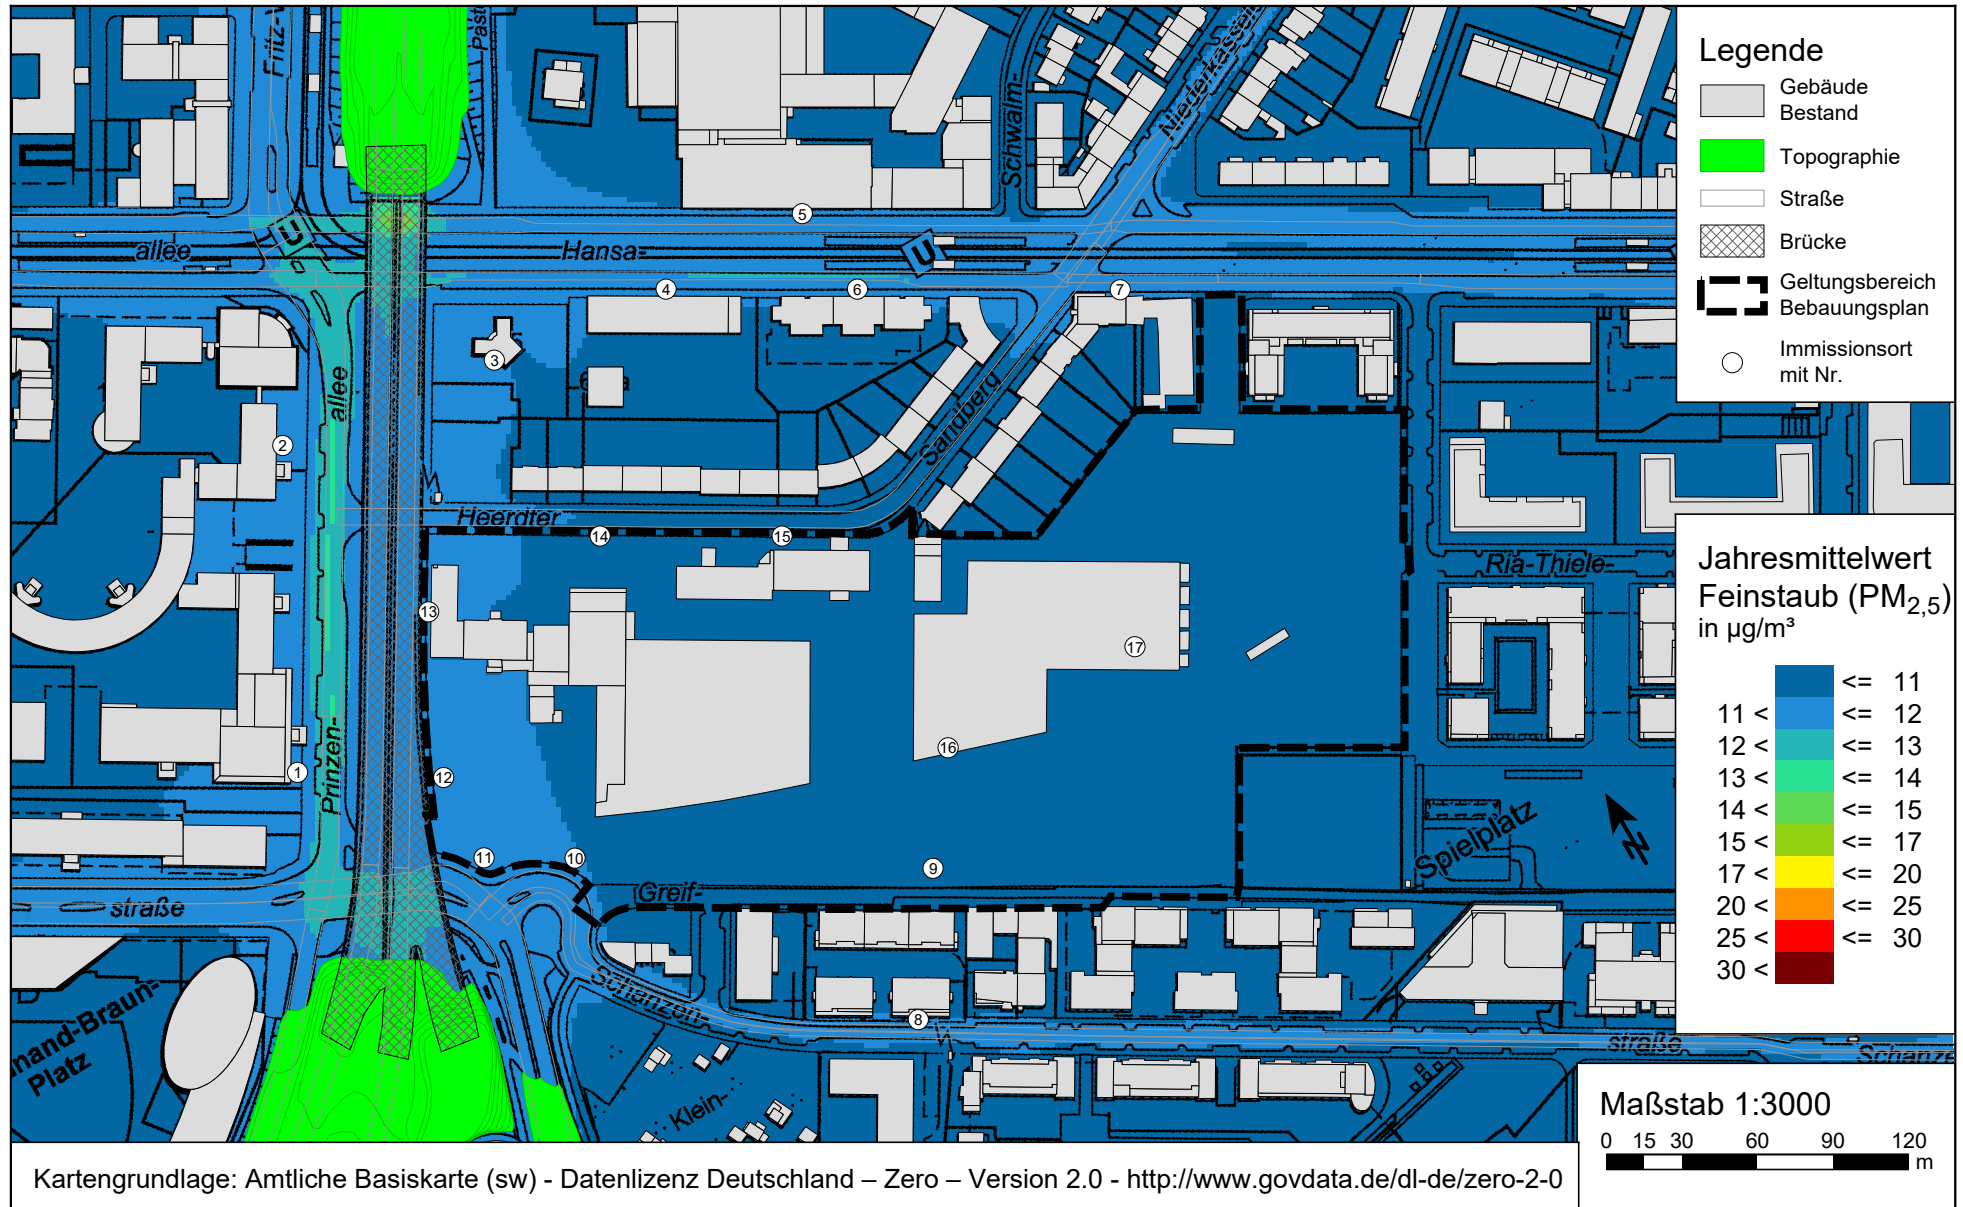 Fritz-
Schwalm-
allee
Hansa-
U
U
5
4
6
7
3
2
allee
Sandberg
Heerdter
14
15
13
17
16
12
1
Prinzen-
11
10
9
Greif-
straße
Schanzen-
8
straße
Schanze
Klein-
Platz
Ria-Thiele-
Spielplatz
N
Legende
Gebäude
Bestand
Topographie
Straße
Brücke
Geltungsbereich
Bebauungsplan
Immissionsort
mit Nr.
Jahresmittelwert
Feinstaub (PM2,5)
in µg/m³
<= 11
11 < <= 12
12 < <= 13
13 < <= 14
14 < <= 15
15 < <= 17
17 < <= 20
20 < <= 25
25 < <= 30
30 <
Maßstab 1:3000
0 15 30 60 90 120
m
Kartengrundlage: Amtliche Basiskarte (sw) - Datenlizenz Deutschland – Zero – Version 2.0 - http://www.govdata.de/dl-de/zero-2-0